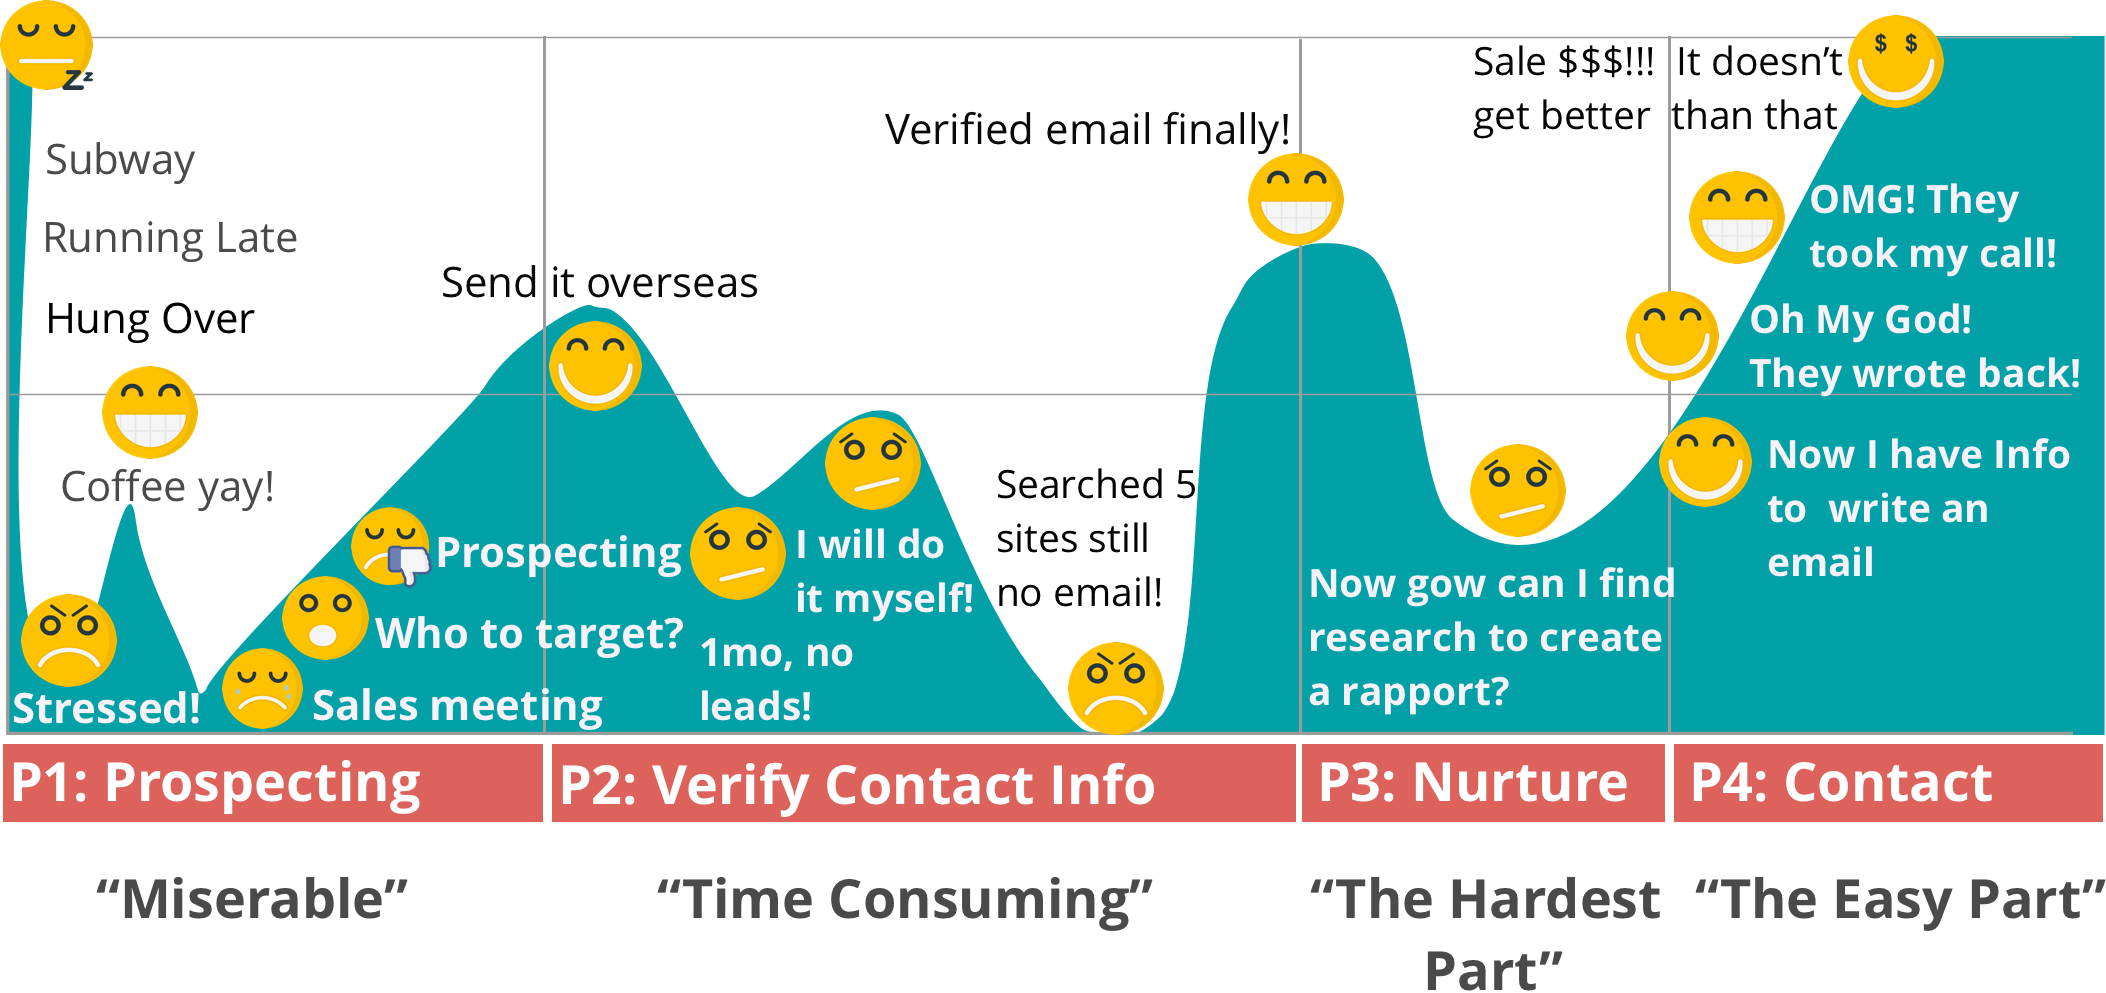 Zz
Subway
Running Late
Hung Over
Coffee yay!
Stressed!
Sales meeting
Who to target?
Prospecting
Send it overseas
1mo, no
leads!
I will do
it myself!
Searched 5
sites still
no email!
Verified email finally!
Now gow can I find
research to create
a rapport?
Now I have Info
to write an
email
Oh My God!
They wrote back!
OMG! They
took my call!
Sale $$$!!! It doesn’t
get better than that
$ $
P1: Prospecting
P2: Verify Contact Info
P3: Nurture
P4: Contact
“Miserable”
“Time Consuming”
“The Hardest
Part”
“The Easy Part”